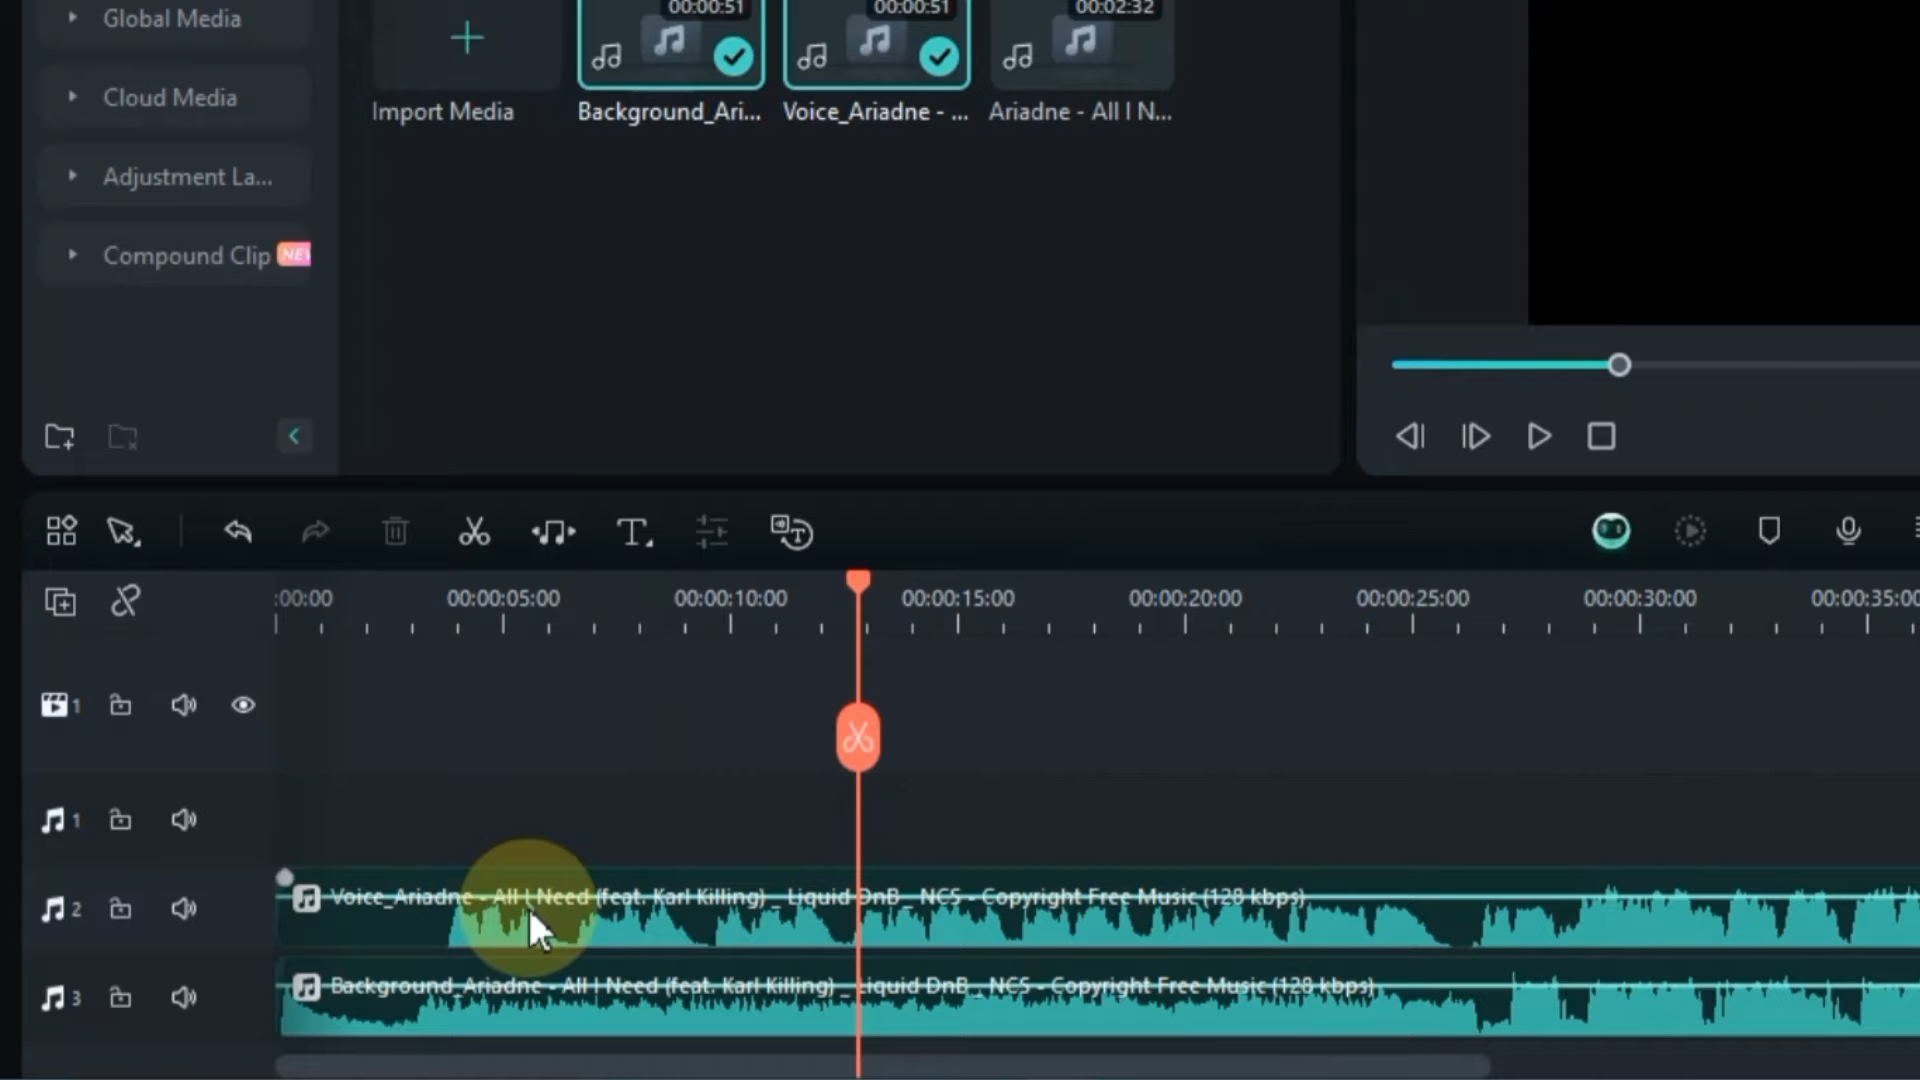 Global Media
Cloud Media
Adjustment La...
Compound Clip
NEW
00:00:51
00:00:51
00:02:32
Import Media
Background_Ari...
Voice_Ariadne - ...
Ariadne - All I N...
:00:00
00:00:05:00
00:00:10:00
00:00:15:00
00:00:20:00
00:00:25:00
00:00:30:00
00:00:35:00
1
1
2
Voice_Ariadne - All I Need (feat. Karl Killing) _ Liquid DnB _ NCS - Copyright Free Music (128 kbps)
3
Background_Ariadne - All I Need (feat. Karl Killing) _ Liquid DnB _ NCS - Copyright Free Music (128 kbps)